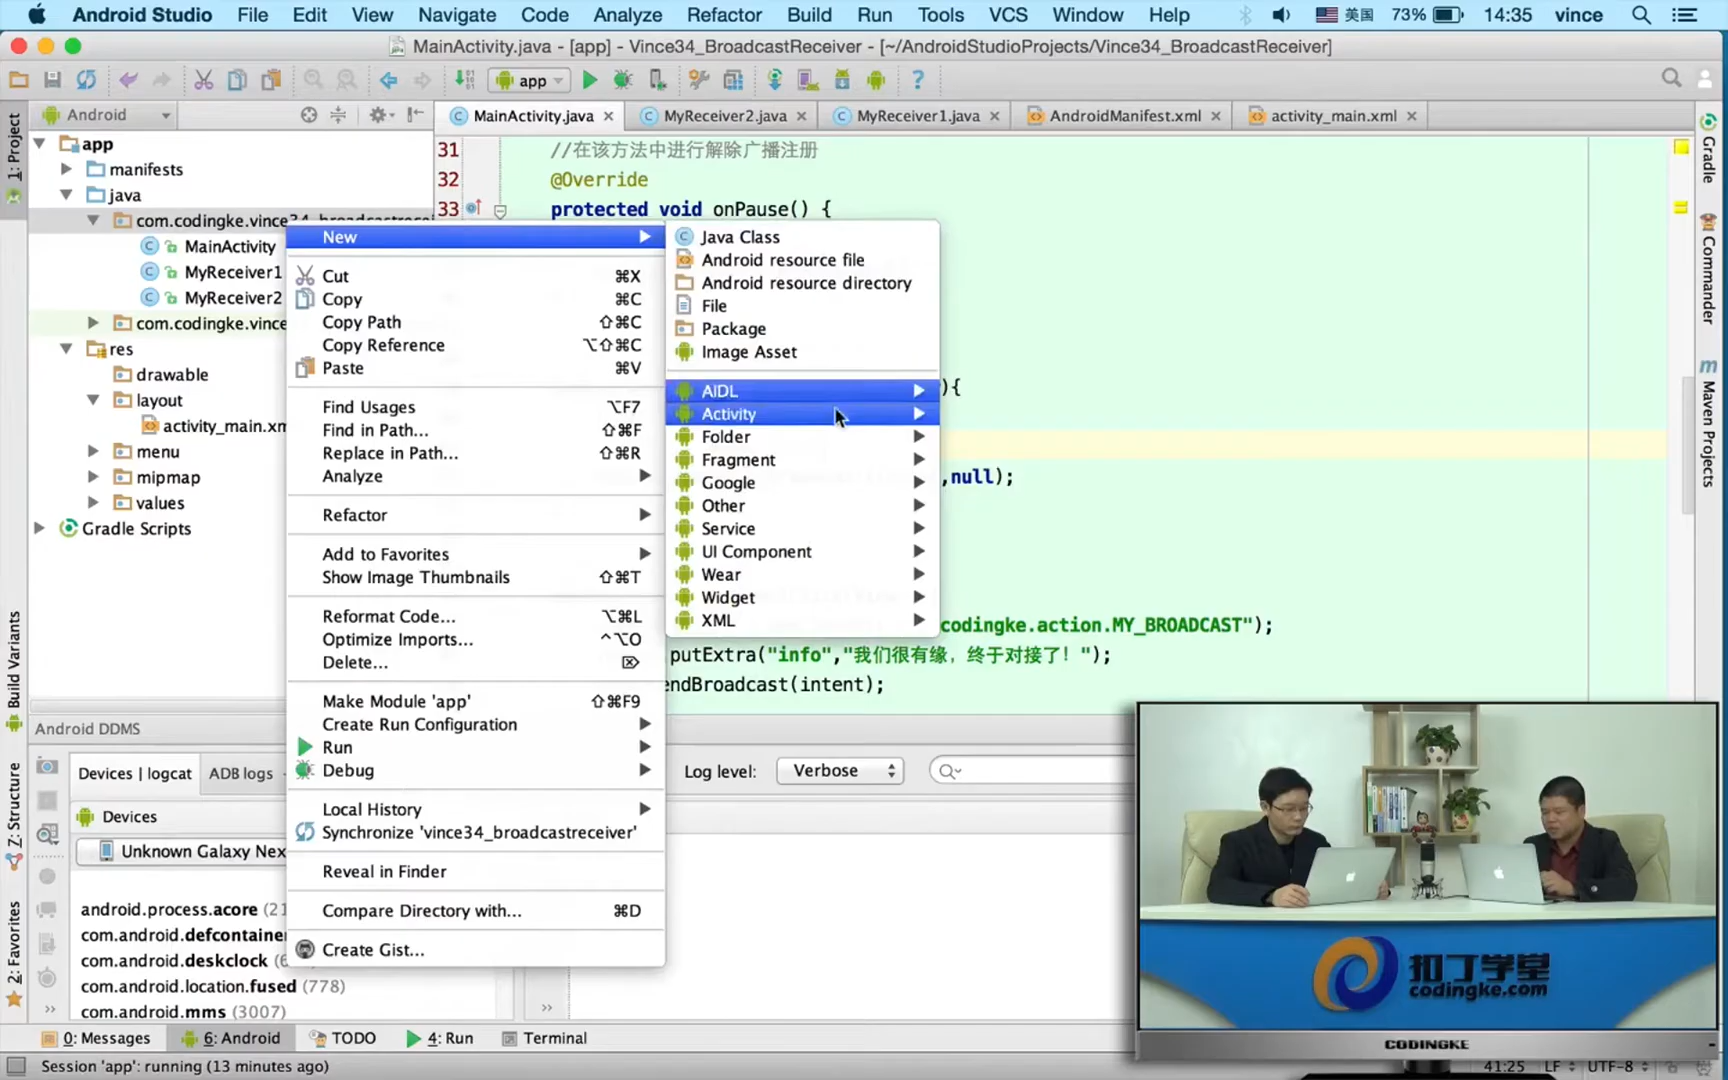 Android Studio File Edit View Navigate Code Analyze Refactor Build Run Tools VCS Window Help 美国 73% 14:35 vince
MainActivity.java - [app] - Vince34_BroadcastReceiver - [~/AndroidStudioProjects/Vince34_BroadcastReceiver]
app
Android
MainActivity.java
MyReceiver2.java
MyReceiver1.java
AndroidManifest.xml
activity_main.xml
1: Project
Build Variants
Z: Structure
2: Favorites
app
manifests
java
com.codingke.vince34_broadcastrecei
MainActivity
MyReceiver1
MyReceiver2
com.codingke.vince
res
drawable
layout
activity_main.xm
menu
mipmap
values
Gradle Scripts
31 //在该方法中进行解除广播注册
32 @Override
33 protected void onPause() {
){
,null);
codingke.action.MY_BROADCAST");
putExtra("info","我们很有缘，终于对接了！");
endBroadcast(intent);
New
Cut ⌘X
Copy ⌘C
Copy Path ⇧⌘C
Copy Reference ⌥⇧⌘C
Paste ⌘V
Find Usages ⌥F7
Find in Path... ⇧⌘F
Replace in Path... ⇧⌘R
Analyze
Refactor
Add to Favorites
Show Image Thumbnails ⇧⌘T
Reformat Code... ⌥⌘L
Optimize Imports... ^⌥O
Delete... ⌦
Make Module 'app' ⇧⌘F9
Create Run Configuration
Run
Debug
Local History
Synchronize 'vince34_broadcastreceiver'
Reveal in Finder
Compare Directory with... ⌘D
Create Gist...
Java Class
Android resource file
Android resource directory
File
Package
Image Asset
AIDL
Activity
Folder
Fragment
Google
Other
Service
UI Component
Wear
Widget
XML
Gradle
Commander
Maven Projects
Android DDMS
Devices | logcat
ADB logs
Log level: Verbose
Devices
Unknown Galaxy Nex
android.process.acore (21
com.android.defcontaine
com.android.deskclock (6
com.android.location.fused (778)
com.android.mms (3007)
扣丁学堂
codingke.com
CODINGKE
0: Messages
6: Android
TODO
4: Run
Terminal
Session 'app': running (13 minutes ago)
41:25 LF UTF-8